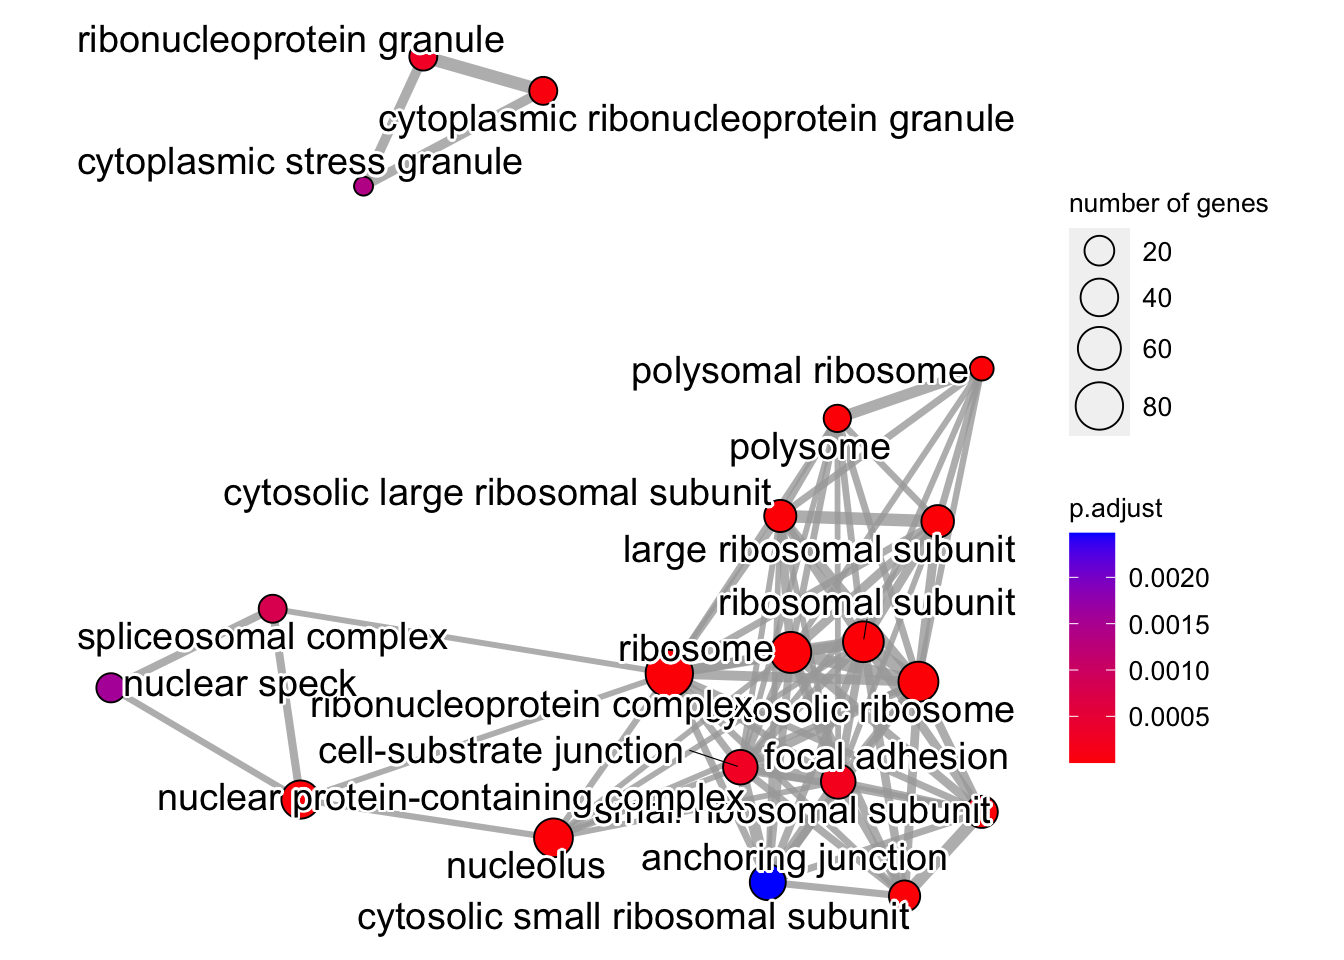 ribonucleoprotein granule
cytoplasmic ribonucleoprotein granule
cytoplasmic stress granule
polysomal ribosome
polysome
cytosolic large ribosomal subunit
large ribosomal subunit
ribosomal subunit
ribosome
spliceosomal complex
nuclear speck
ribonucleoprotein complex
cytosolic ribosome
cell-substrate junction
focal adhesion
nuclear protein-containing complex
small ribosomal subunit
anchoring junction
nucleolus
cytosolic small ribosomal subunit
number of genes
20
40
60
80
p.adjust
0.0020
0.0015
0.0010
0.0005